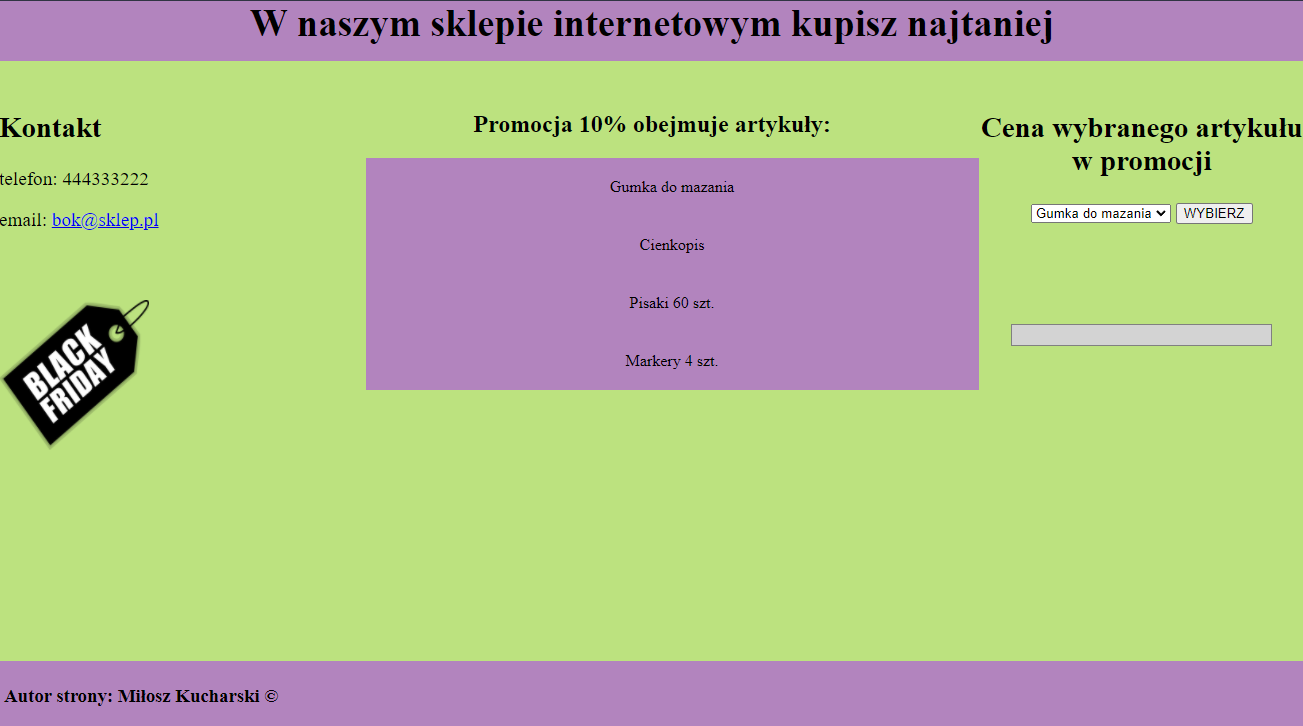 W naszym sklepie internetowym kupisz najtaniej
Kontakt
telefon: 444333222
email: bok@sklep.pl
BLACK
FRIDAY
Promocja 10% obejmuje artykuły:
Gumka do mazania
Cienkopis
Pisaki 60 szt.
Markery 4 szt.
Cena wybranego artykułu
w promocji
Gumka do mazania WYBIERZ
Autor strony: Miłosz Kucharski ©